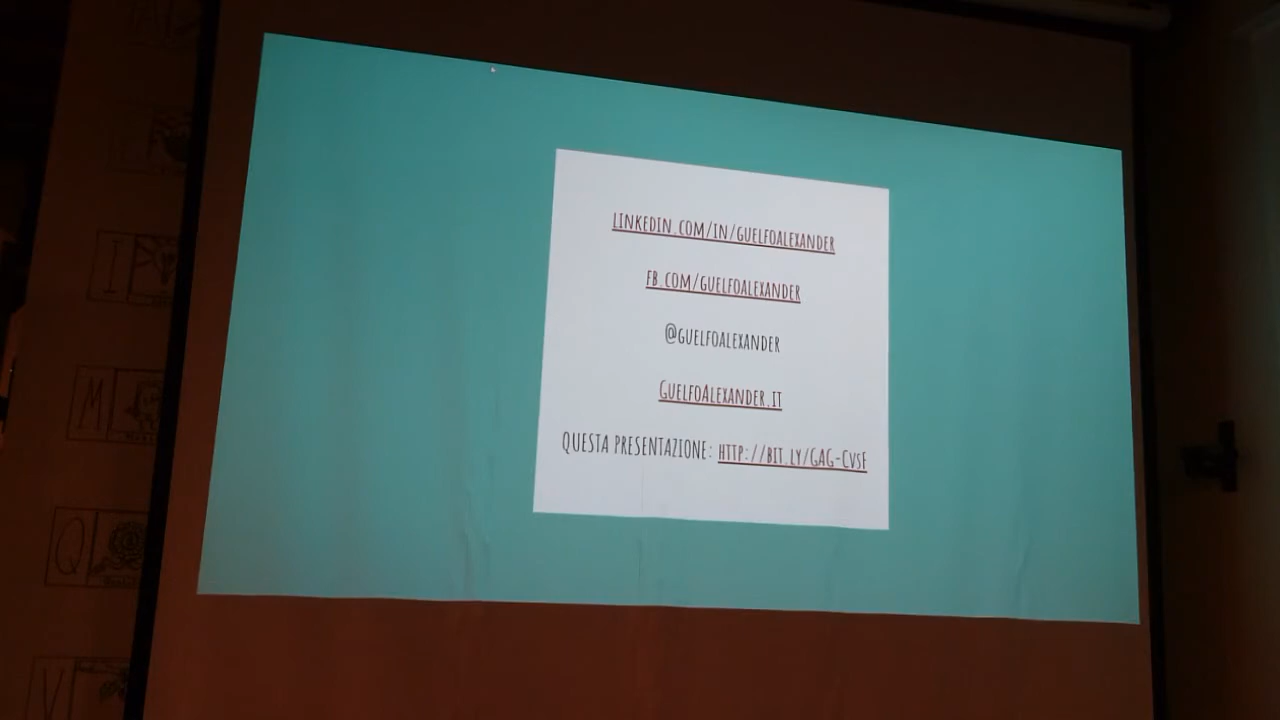 LINKEDIN.COM/IN/GUELFOALEXANDER
FB.COM/GUELFOALEXANDER
@GUELFOALEXANDER
GUELFOALEXANDER.IT
QUESTA PRESENTAZIONE: HTTP://BIT.LY/GAG-CVSF
I
M
Q
V